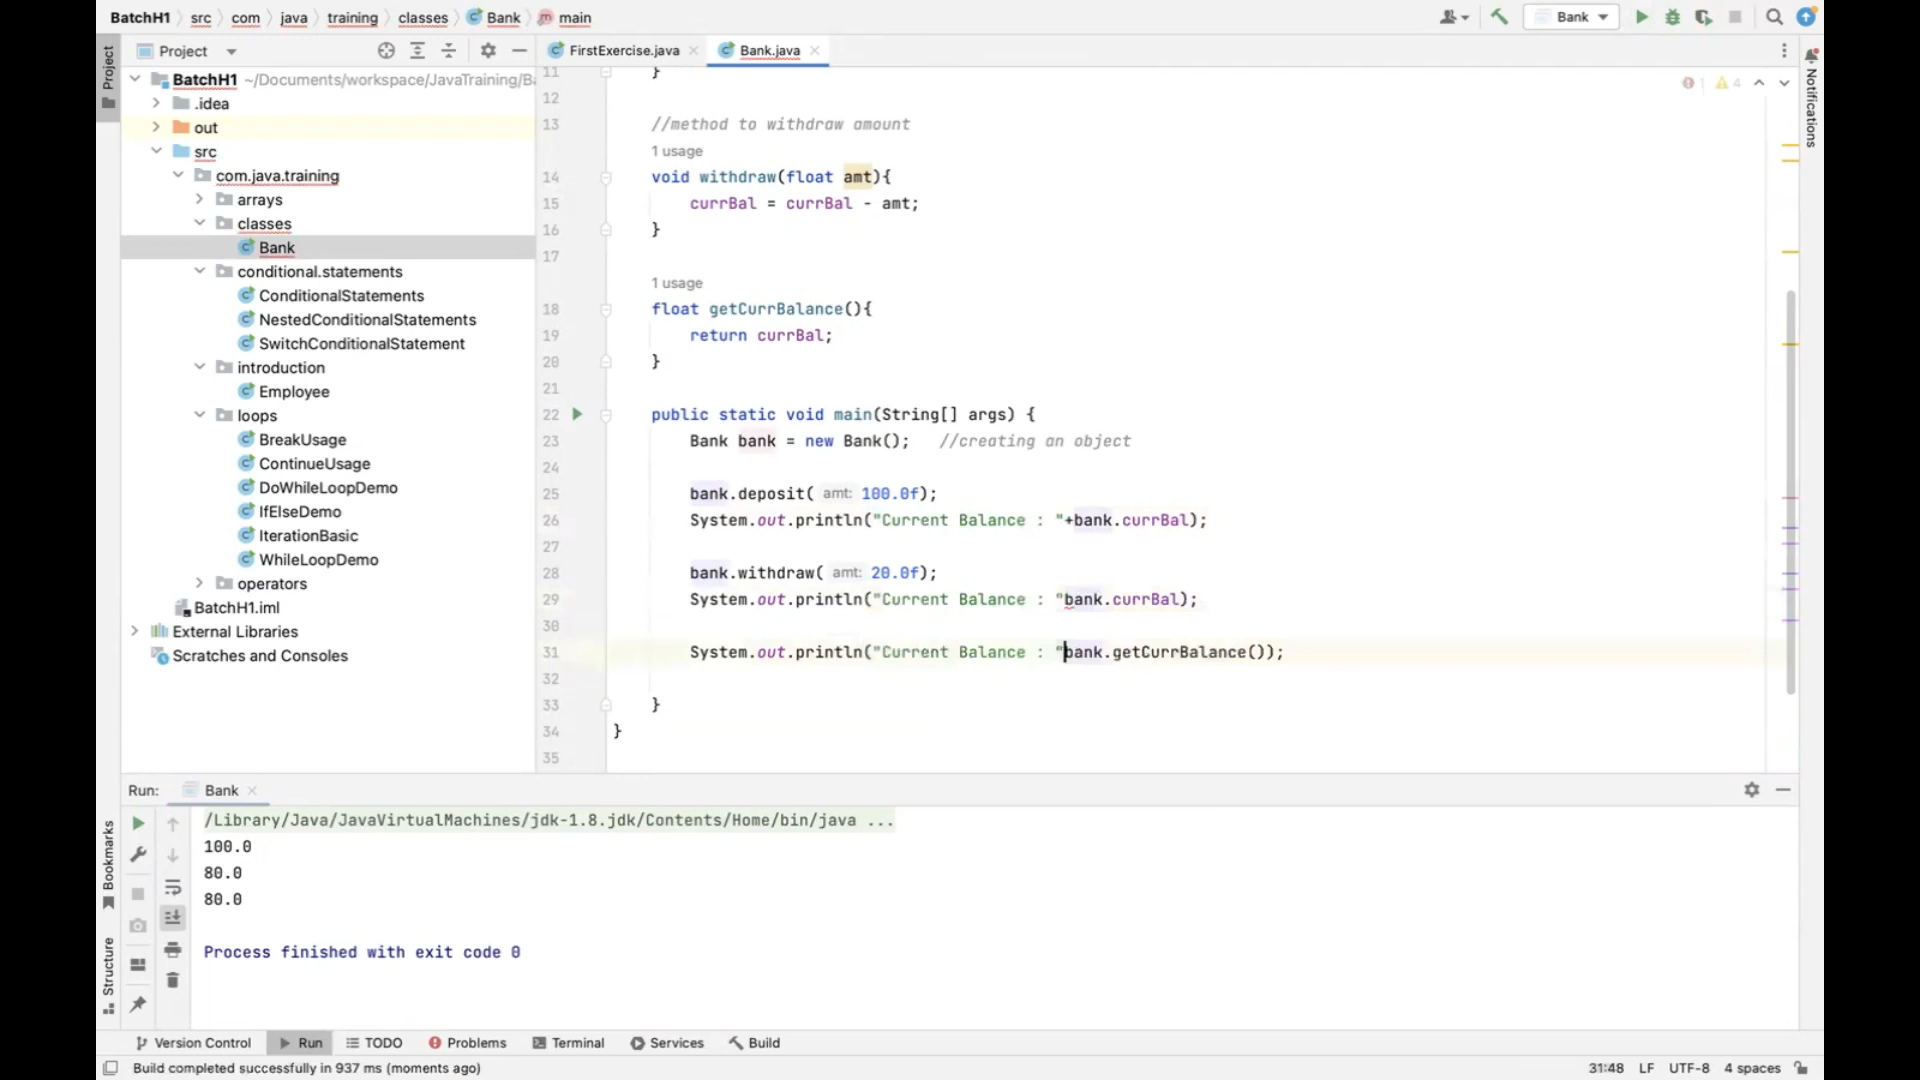 BatchH1 src com java training classes Bank main
Bank
Project
FirstExercise.java
Bank.java
Project
Notifications
BatchH1 ~/Documents/workspace/JavaTraining/Ba
.idea
out
src
com.java.training
arrays
classes
Bank
conditional.statements
ConditionalStatements
NestedConditionalStatements
SwitchConditionalStatement
introduction
Employee
loops
BreakUsage
ContinueUsage
DoWhileLoopDemo
IfElseDemo
IterationBasic
WhileLoopDemo
operators
BatchH1.iml
External Libraries
Scratches and Consoles
1 4
11 }
12
13 //method to withdraw amount
1 usage
14 void withdraw(float amt){
15 currBal = currBal - amt;
16 }
17
1 usage
18 float getCurrBalance(){
19 return currBal;
20 }
21
22 public static void main(String[] args) {
23 Bank bank = new Bank(); //creating an object
24
25 bank.deposit( amt: 100.0f);
26 System.out.println("Current Balance : "+bank.currBal);
27
28 bank.withdraw( amt: 20.0f);
29 System.out.println("Current Balance : "bank.currBal);
30
31 System.out.println("Current Balance : "bank.getCurrBalance());
32
33 }
34 }
35
Run: Bank
/Library/Java/JavaVirtualMachines/jdk-1.8.jdk/Contents/Home/bin/java ...
100.0
80.0
80.0
Process finished with exit code 0
Bookmarks
Structure
Version Control Run TODO Problems Terminal Services Build
Build completed successfully in 937 ms (moments ago)
31:48 LF UTF-8 4 spaces